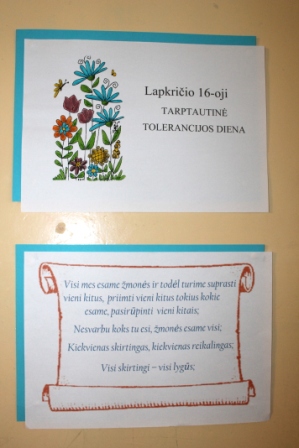 Lapkričio 16-oji
TARPTAUTINĖ
TOLERANCIJOS DIENA
Visi mes esame žmonės ir todėl turime suprasti
vieni kitus, priimti vieni kitus tokius kokie
esame, pasirūpinti vieni kitais;
Nesvarbu koks tu esi, žmonės esame visi;
Kiekvienas skirtingas, kiekvienas reikalingas;
Visi skirtingi – visi lygūs;